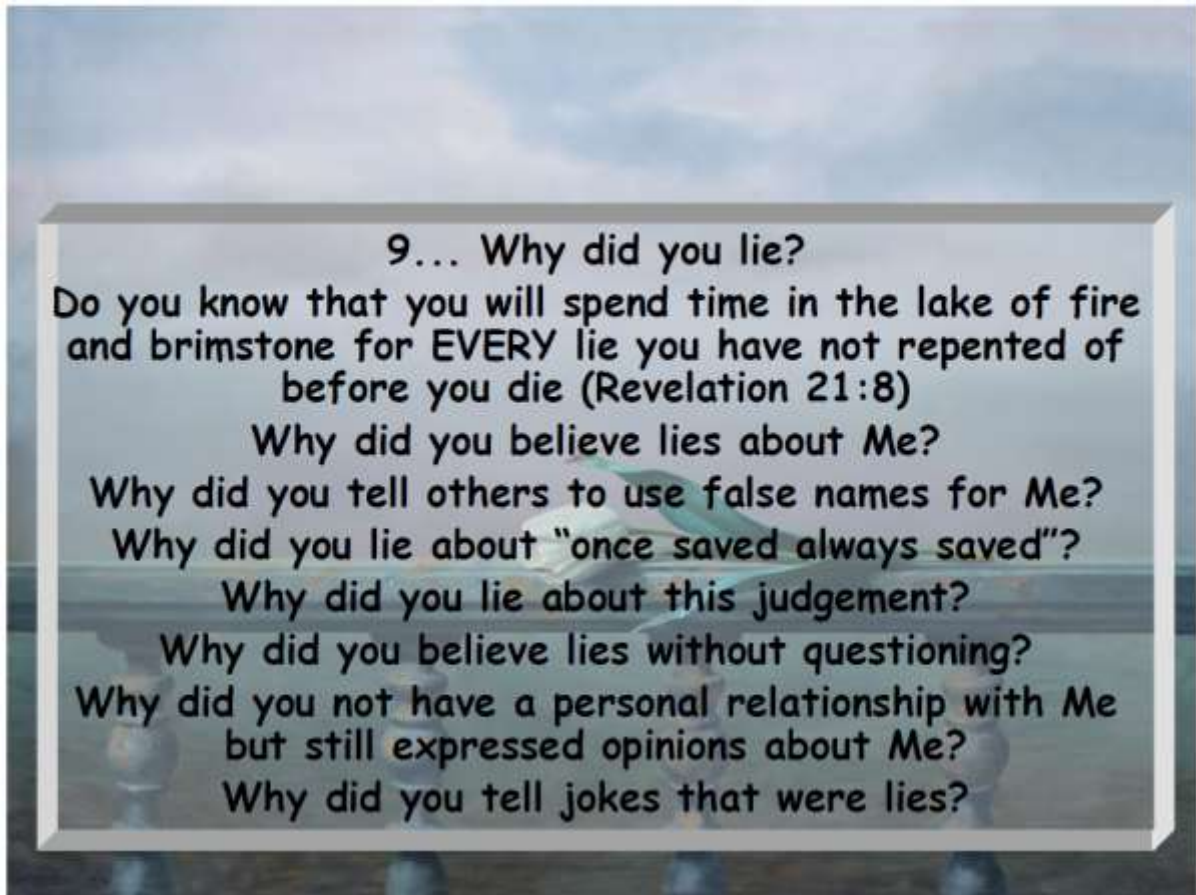 9... Why did you lie?
Do you know that you will spend time in the lake of fire
and brimstone for EVERY lie you have not repented of
before you die (Revelation 21:8)
Why did you believe lies about Me?
Why did you tell others to use false names for Me?
Why did you lie about “once saved always saved”?
Why did you lie about this judgement?
Why did you believe lies without questioning?
Why did you not have a personal relationship with Me
but still expressed opinions about Me?
Why did you tell jokes that were lies?